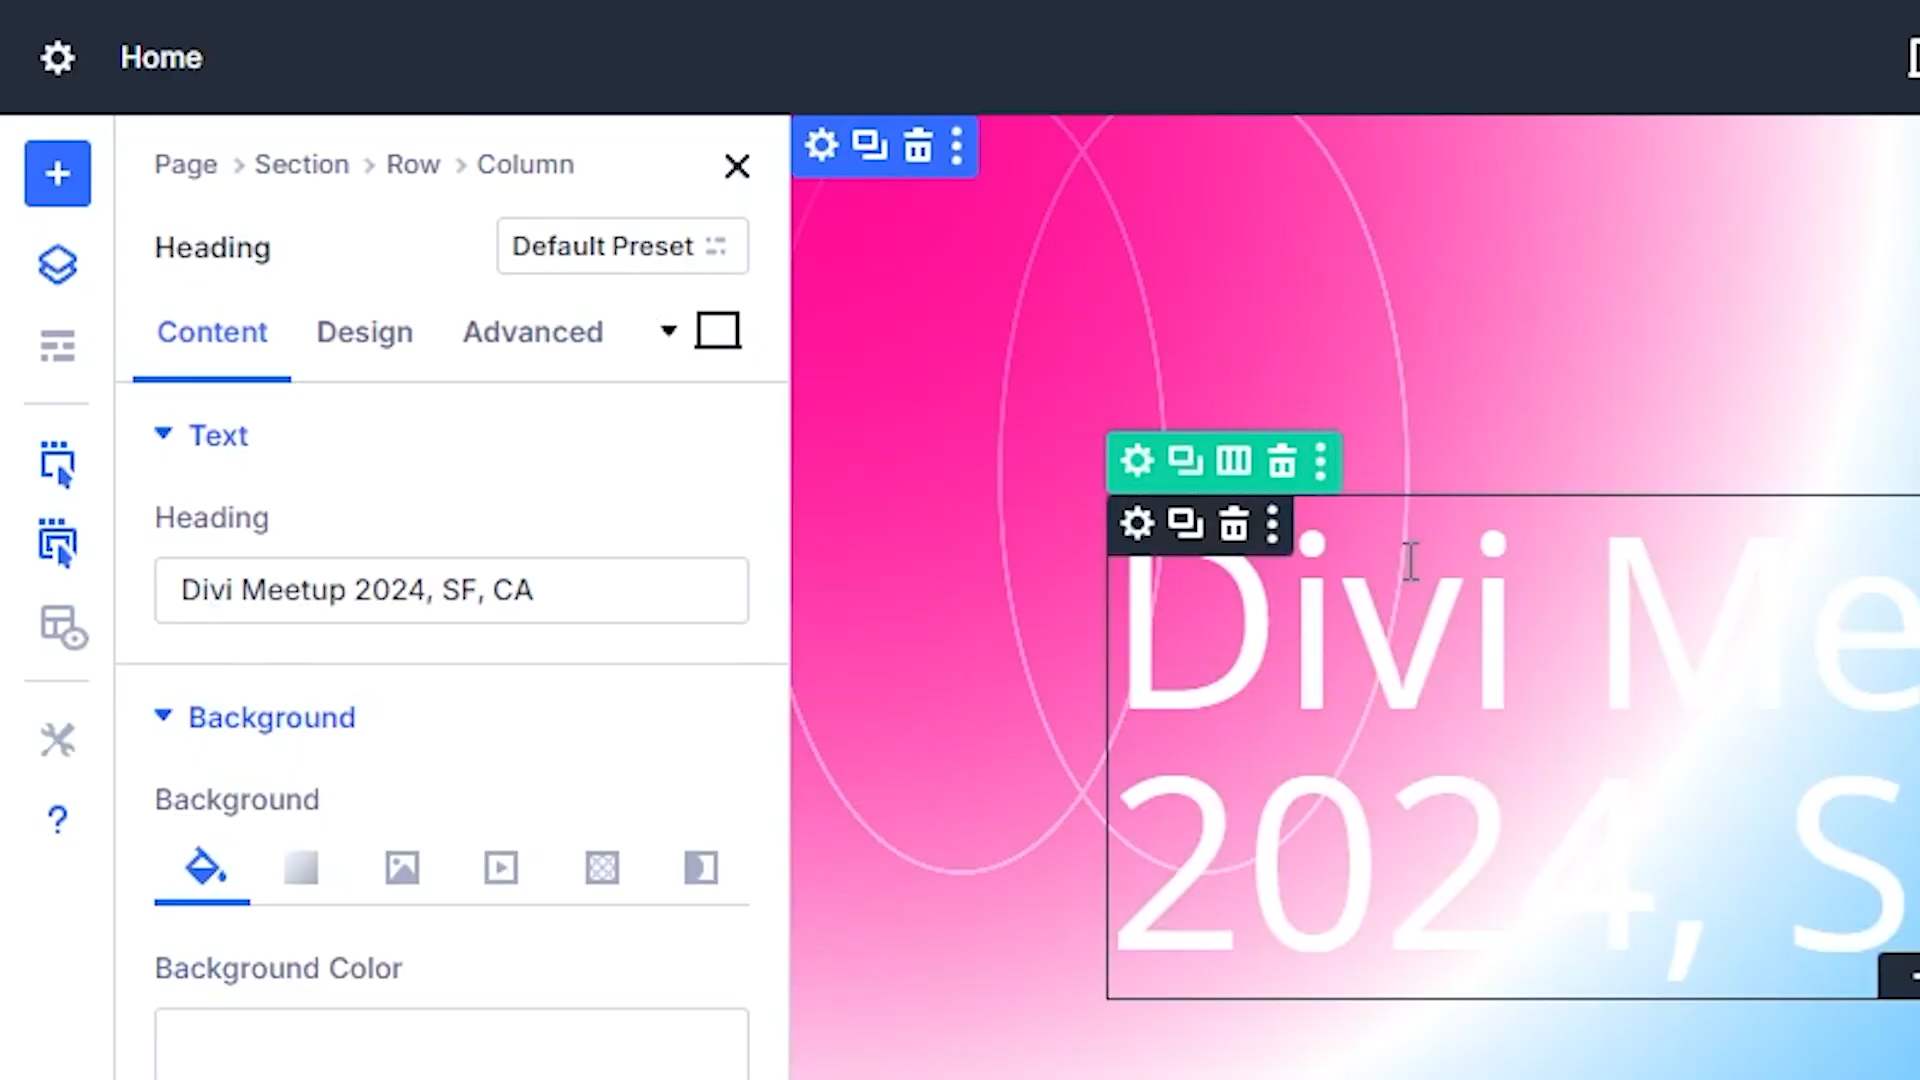 Home
Page > Section > Row > Column
Heading
Default Preset
Content
Design
Advanced
Text
Heading
Divi Meetup 2024, SF, CA
Background
Background
Background Color
Divi Me
2024, S